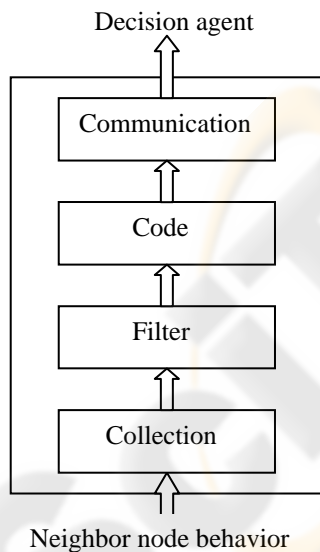 Decision agent
Communication
Code
Filter
Collection
Neighbor node behavior